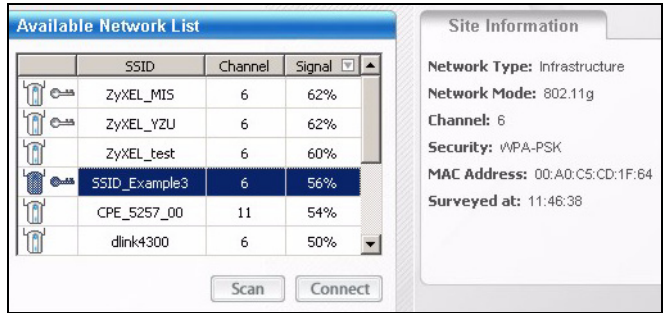 Available Network List
SSID Channel Signal
ZyXEL_MIS 6 62%
ZyXEL_YZU 6 62%
ZyXEL_test 6 60%
SSID_Example3 6 56%
CPE_5257_00 11 54%
dlink4300 6 50%
Scan Connect
Site Information
Network Type: Infrastructure
Network Mode: 802.11g
Channel: 6
Security: WPA-PSK
MAC Address: 00:A0:C5:CD:1F:64
Surveyed at: 11:46:38